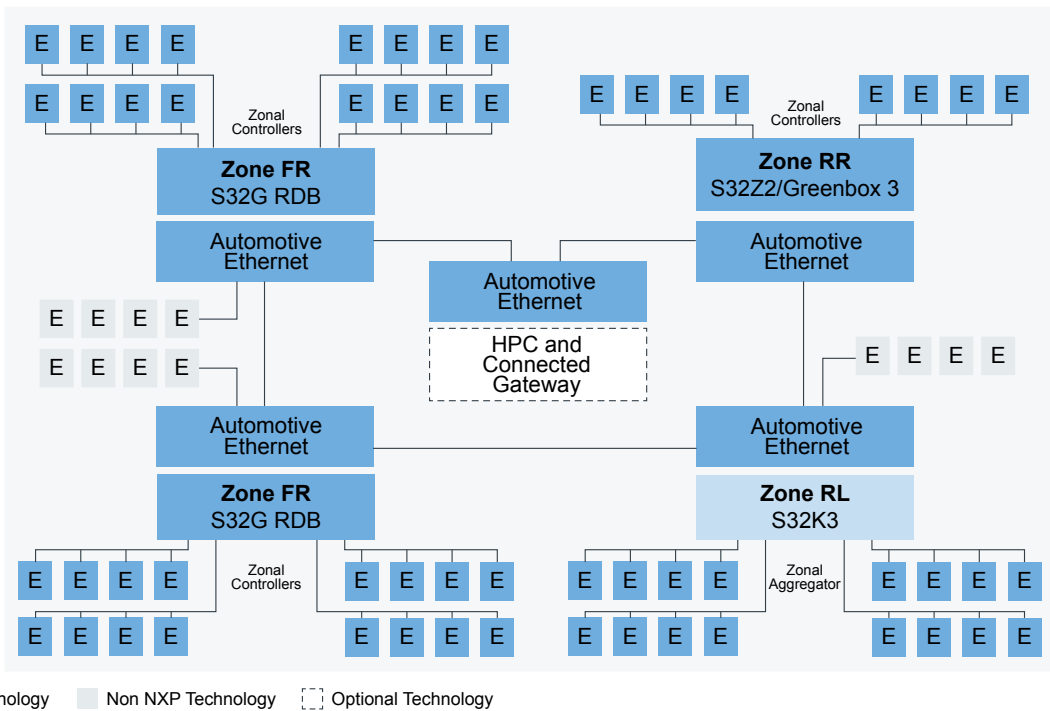 E E E E E E E E
E E E E E E E E
E E E E E E E E
Zonal
Controllers
Zonal
Controllers
Zone FR
S32G RDB
Zone RR
S32Z2/Greenbox 3
Automotive
Ethernet
Automotive
Ethernet
Automotive
Ethernet
HPC and
Connected
Gateway
E E E E
E E E E
E E E E
Automotive
Ethernet
Automotive
Ethernet
Zone FR
S32G RDB
Zone RL
S32K3
Zonal
Controllers
Zonal
Aggregator
E E E E E E E E
E E E E E E E E
E E E E E E E E
E E E E E E E E
Non NXP Technology
Optional Technology